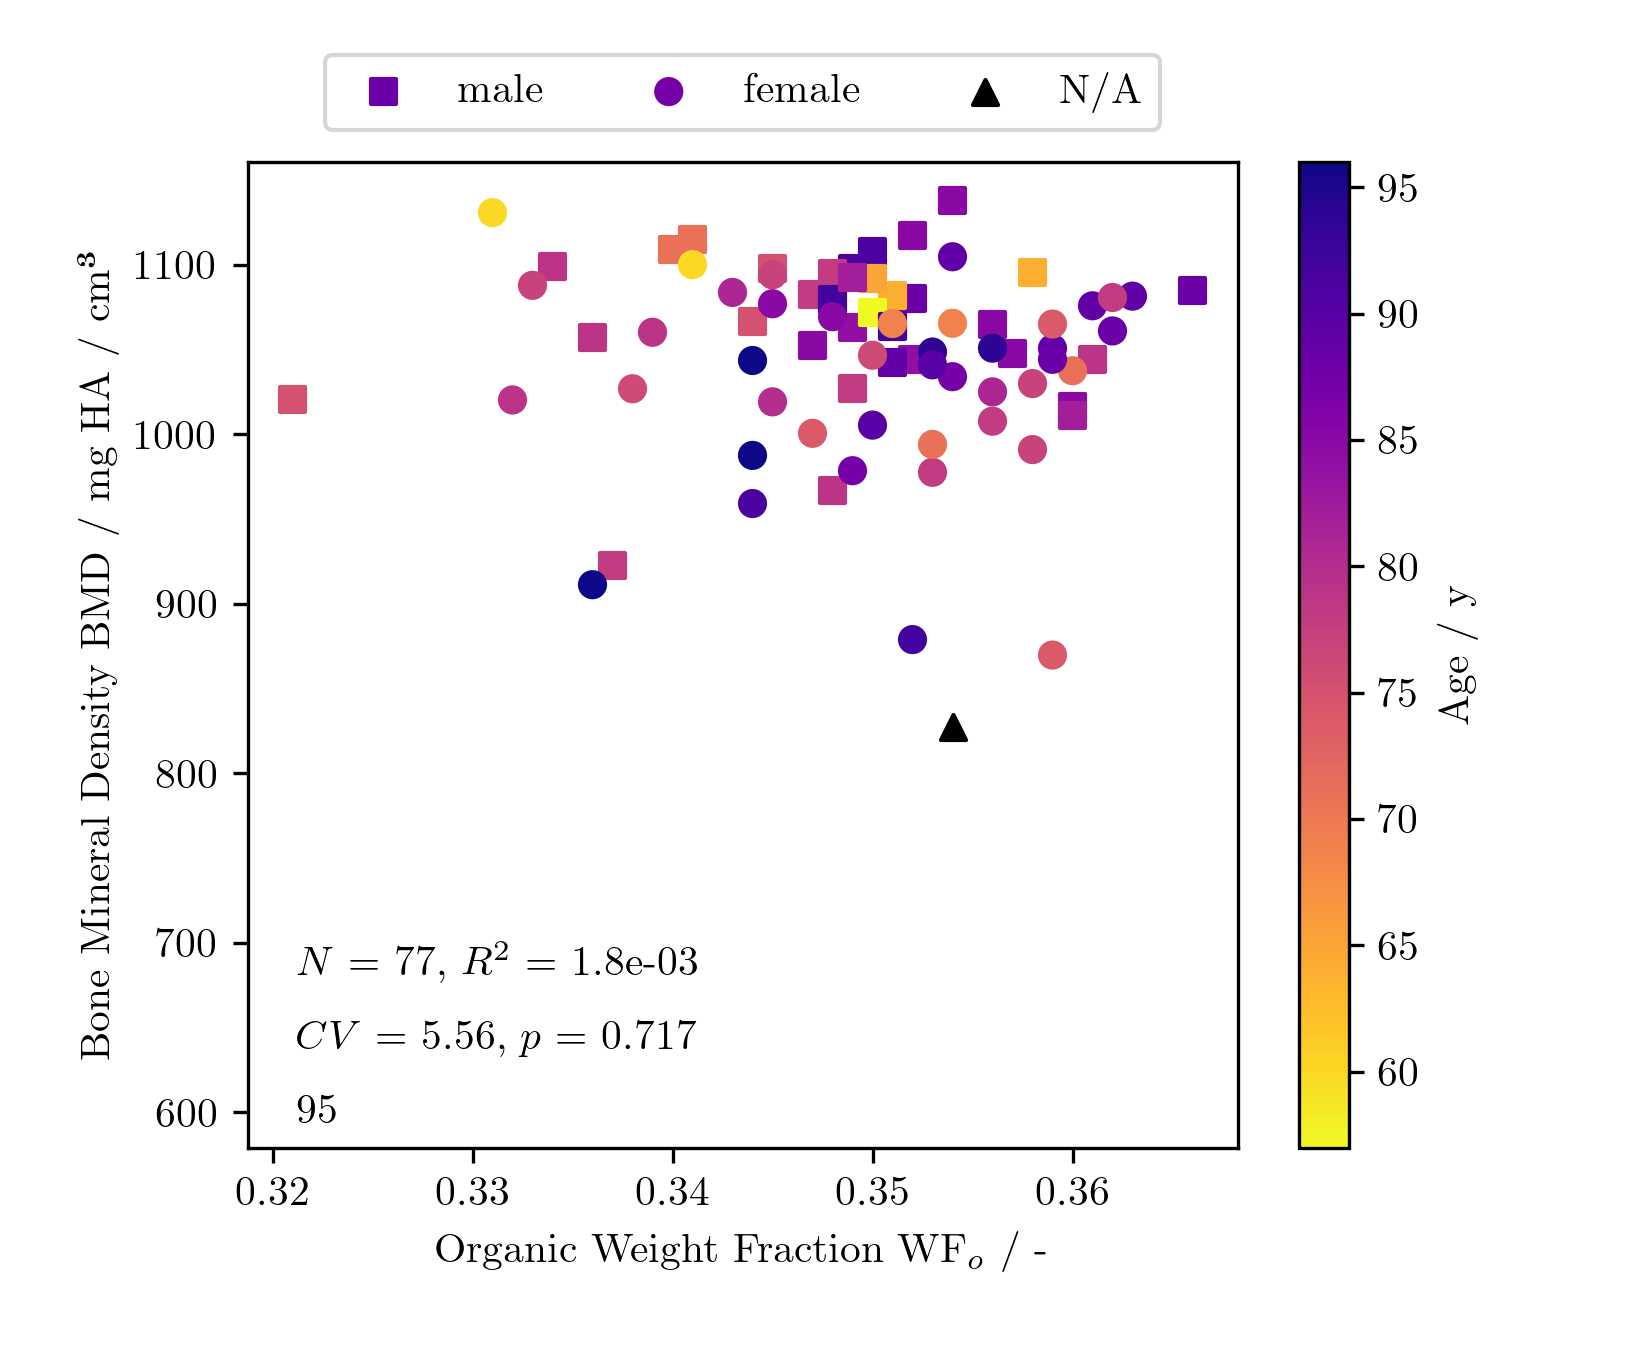 male female N/A
1100
1000
900
800
700
600
Bone Mineral Density BMD / mg HA / cm³
N = 77, R² = 1.8e-03
CV = 5.56, p = 0.717
95
0.32 0.33 0.34 0.35 0.36
Organic Weight Fraction WFₒ / -
95
90
85
80
75
70
65
60
Age / y